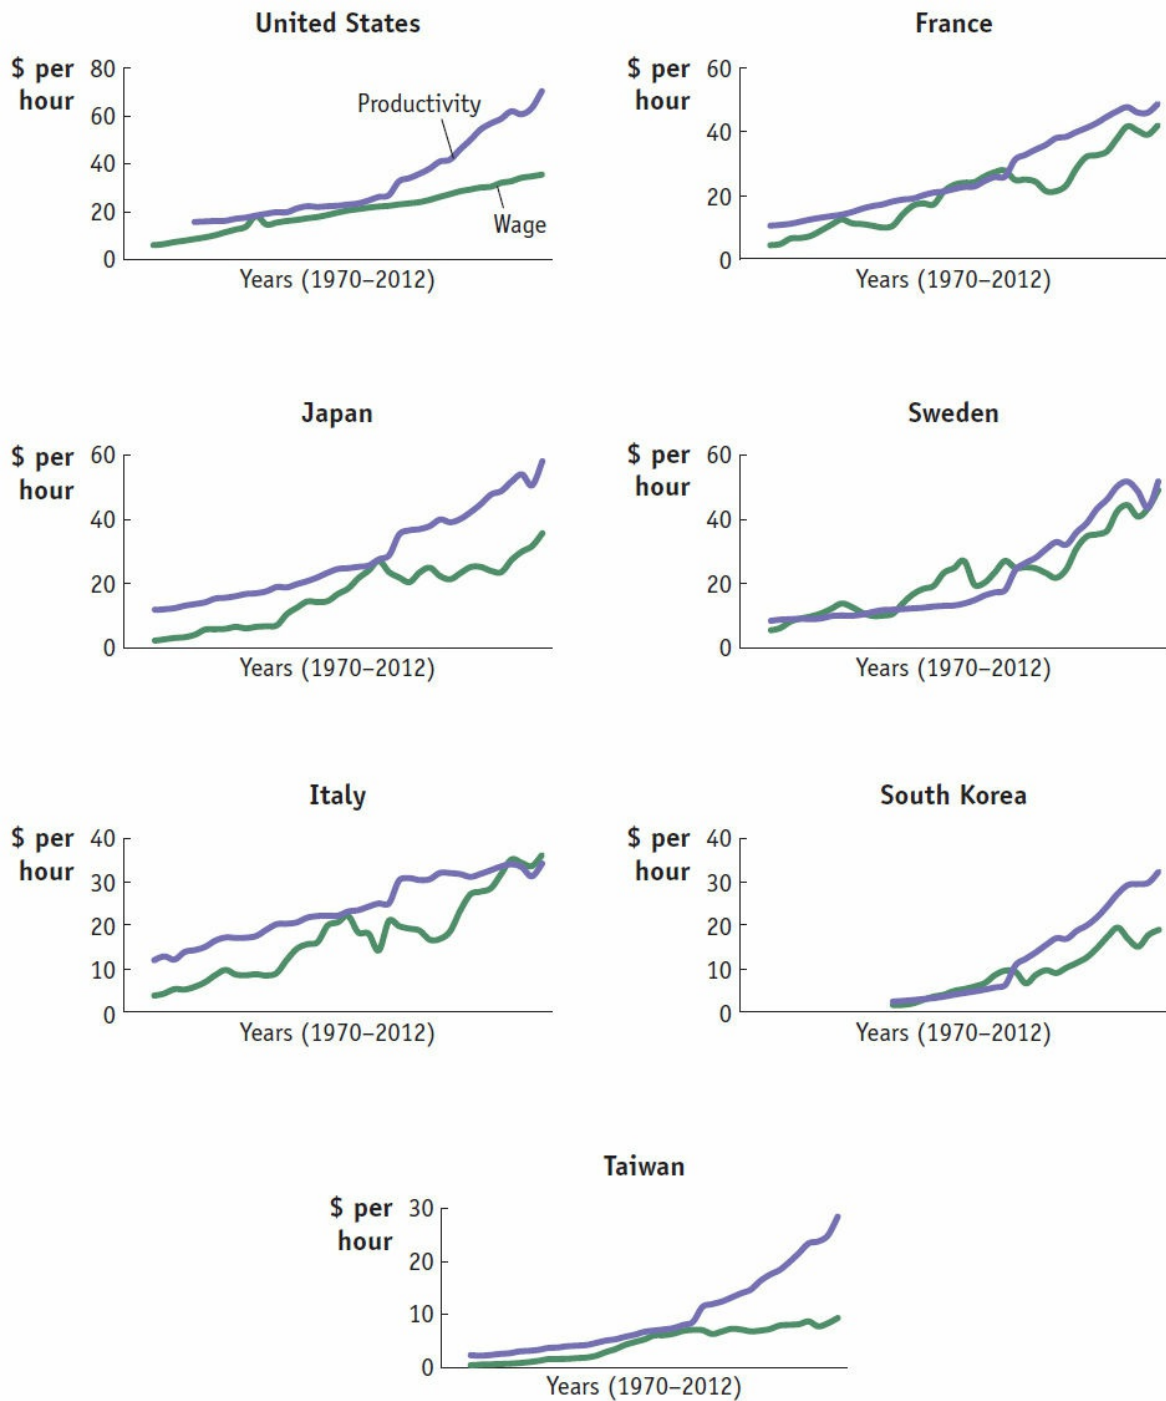 United States
$ per hour
80
60
40
20
0
Productivity
Wage
Years (1970–2012)
France
$ per hour
60
40
20
0
Years (1970–2012)
Japan
$ per hour
60
40
20
0
Years (1970–2012)
Sweden
$ per hour
60
40
20
0
Years (1970–2012)
Italy
$ per hour
40
30
20
10
0
Years (1970–2012)
South Korea
$ per hour
40
30
20
10
0
Years (1970–2012)
Taiwan
$ per hour
30
20
10
0
Years (1970–2012)